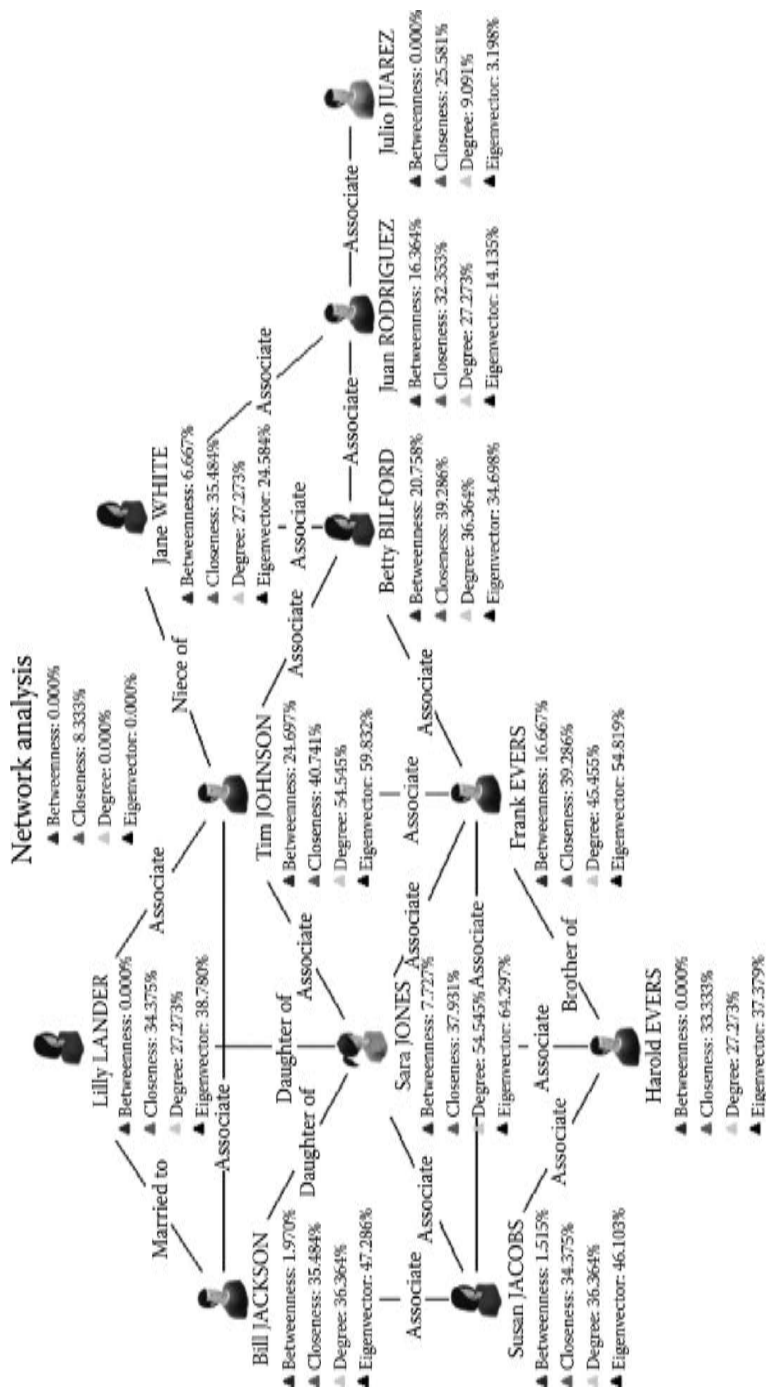 Network analysis
Betweenness: 0.000%
Closeness: 8.333%
Degree: 0.000%
Eigenvector: 0.000%
Lilly LANDER
Betweenness: 0.000%
Closeness: 34.375%
Degree: 27.273%
Eigenvector: 38.780%
Married to
Associate
Daughter of
Niece of
Jane WHITE
Betweenness: 6.667%
Closeness: 35.484%
Degree: 27.273%
Eigenvector: 24.584%
Associate
Associate
Bill JACKSON
Betweenness: 1.970%
Closeness: 35.484%
Degree: 36.364%
Eigenvector: 47.286%
Associate
Daughter of
Associate
Tim JOHNSON
Betweenness: 24.697%
Closeness: 40.741%
Degree: 54.545%
Eigenvector: 59.832%
Associate
Associate
Associate
Sara JONES
Betweenness: 7.727%
Closeness: 37.931%
Degree: 54.545%
Eigenvector: 64.297%
Associate
Associate
Associate
Associate
Associate
Betty BILFORD
Betweenness: 20.758%
Closeness: 39.286%
Degree: 36.364%
Eigenvector: 34.698%
Associate
Juan RODRIGUEZ
Betweenness: 16.364%
Closeness: 32.353%
Degree: 27.273%
Eigenvector: 14.135%
Associate
Julio JUAREZ
Betweenness: 0.000%
Closeness: 25.581%
Degree: 9.091%
Eigenvector: 3.198%
Susan JACOBS
Betweenness: 1.515%
Closeness: 34.375%
Degree: 36.364%
Eigenvector: 46.103%
Associate
Brother of
Frank EVERS
Betweenness: 16.667%
Closeness: 39.286%
Degree: 45.455%
Eigenvector: 54.819%
Harold EVERS
Betweenness: 0.000%
Closeness: 33.333%
Degree: 27.273%
Eigenvector: 37.379%